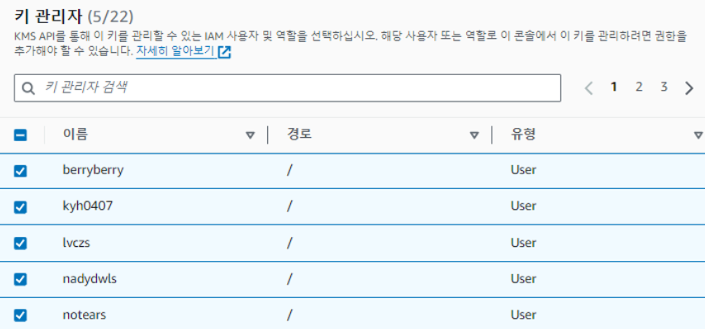 키 관리자 (5/22)
KMS API를 통해 이 키를 관리할 수 있는 IAM 사용자 및 역할을 선택하십시오. 해당 사용자 또는 역할로 이 콘솔에서 이 키를 관리하려면 권한을
추가해야 할 수 있습니다. 자세히 알아보기
키 관리자 검색 1 2 3
이름 경로 유형
berryberry / User
kyh0407 / User
lvczs / User
nadydwls / User
notears / User